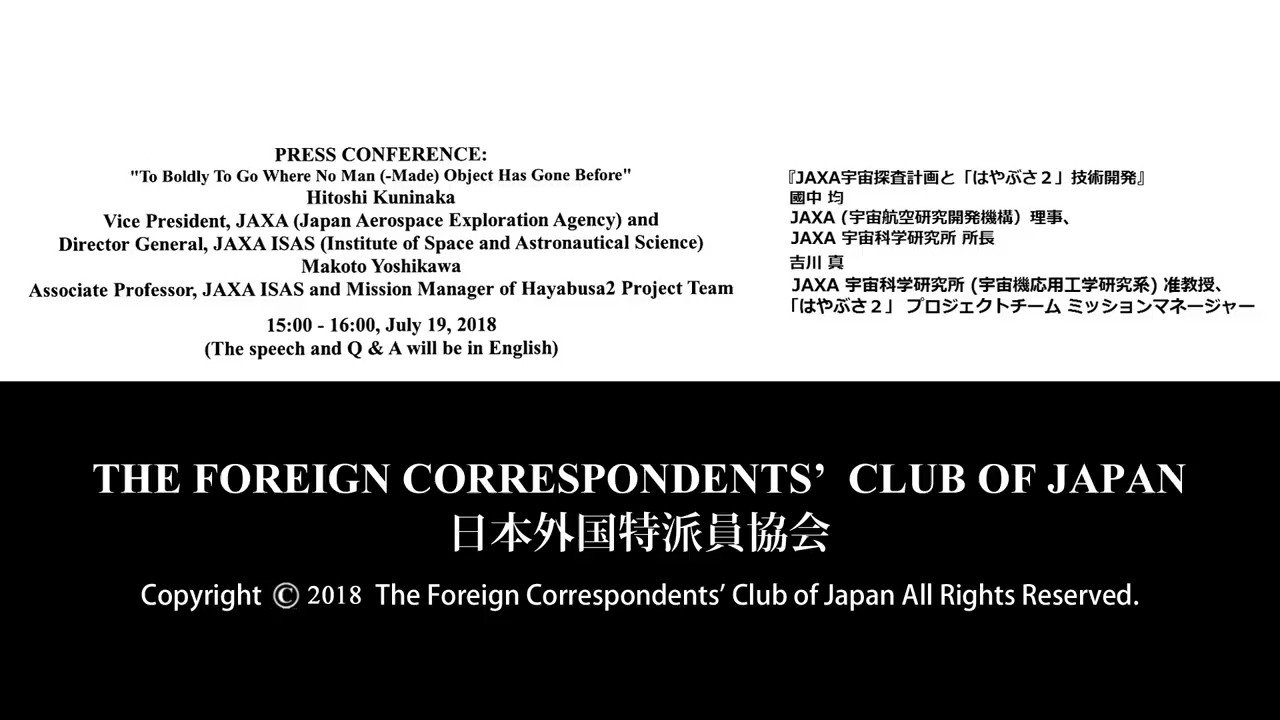 PRESS CONFERENCE:
"To Boldly To Go Where No Man (-Made) Object Has Gone Before"
Hitoshi Kuninaka
Vice President, JAXA (Japan Aerospace Exploration Agency) and
Director General, JAXA ISAS (Institute of Space and Astronautical Science)
Makoto Yoshikawa
Associate Professor, JAXA ISAS and Mission Manager of Hayabusa2 Project Team
15:00 - 16:00, July 19, 2018
(The speech and Q & A will be in English)
『JAXA宇宙探査計画と「はやぶさ２」技術開発』
國中 均
JAXA (宇宙航空研究開発機構) 理事、
JAXA 宇宙科学研究所 所長
吉川 真
JAXA 宇宙科学研究所 (宇宙機応用工学研究系) 准教授、
「はやぶさ２」 プロジェクトチーム ミッションマネージャー
THE FOREIGN CORRESPONDENTS’ CLUB OF JAPAN
日本外国特派員協会
Copyright © 2018 The Foreign Correspondents’ Club of Japan All Rights Reserved.